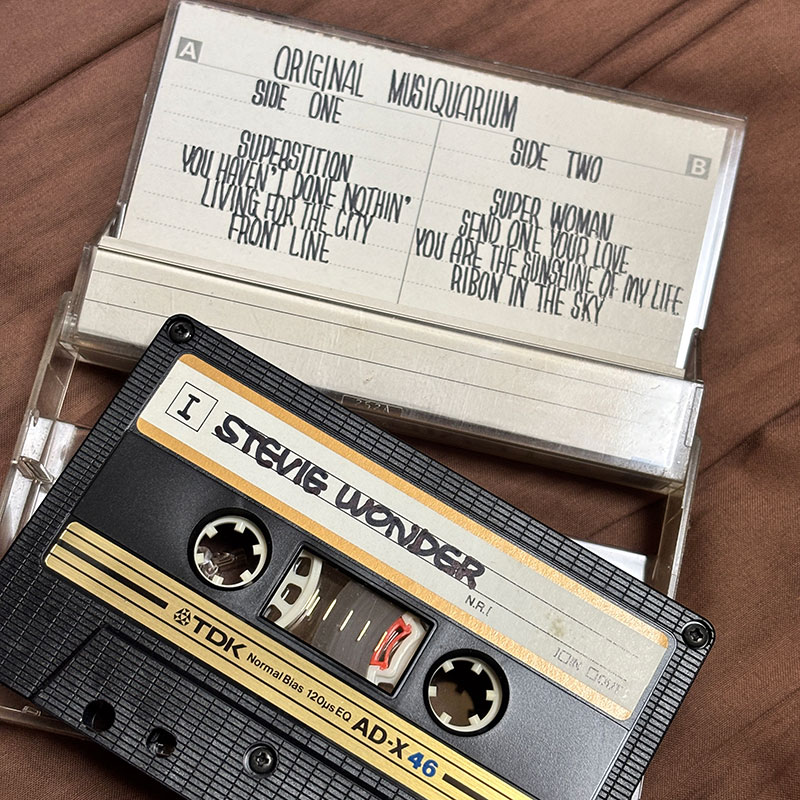 A
ORIGINAL MUSIQUARIUM
SIDE ONE
SUPERSTITION
YOU HAVEN'T DONE NOTHIN'
LIVING FOR THE CITY
FRONT LINE
B
SIDE TWO
SUPER WOMAN
SEND ONE YOUR LOVE
YOU ARE THE SUNSHINE OF MY LIFE
RIBON IN THE SKY
I STEVIE WONDER
N.R.
TDK Normal Bias 120µs EQ AD-X 46